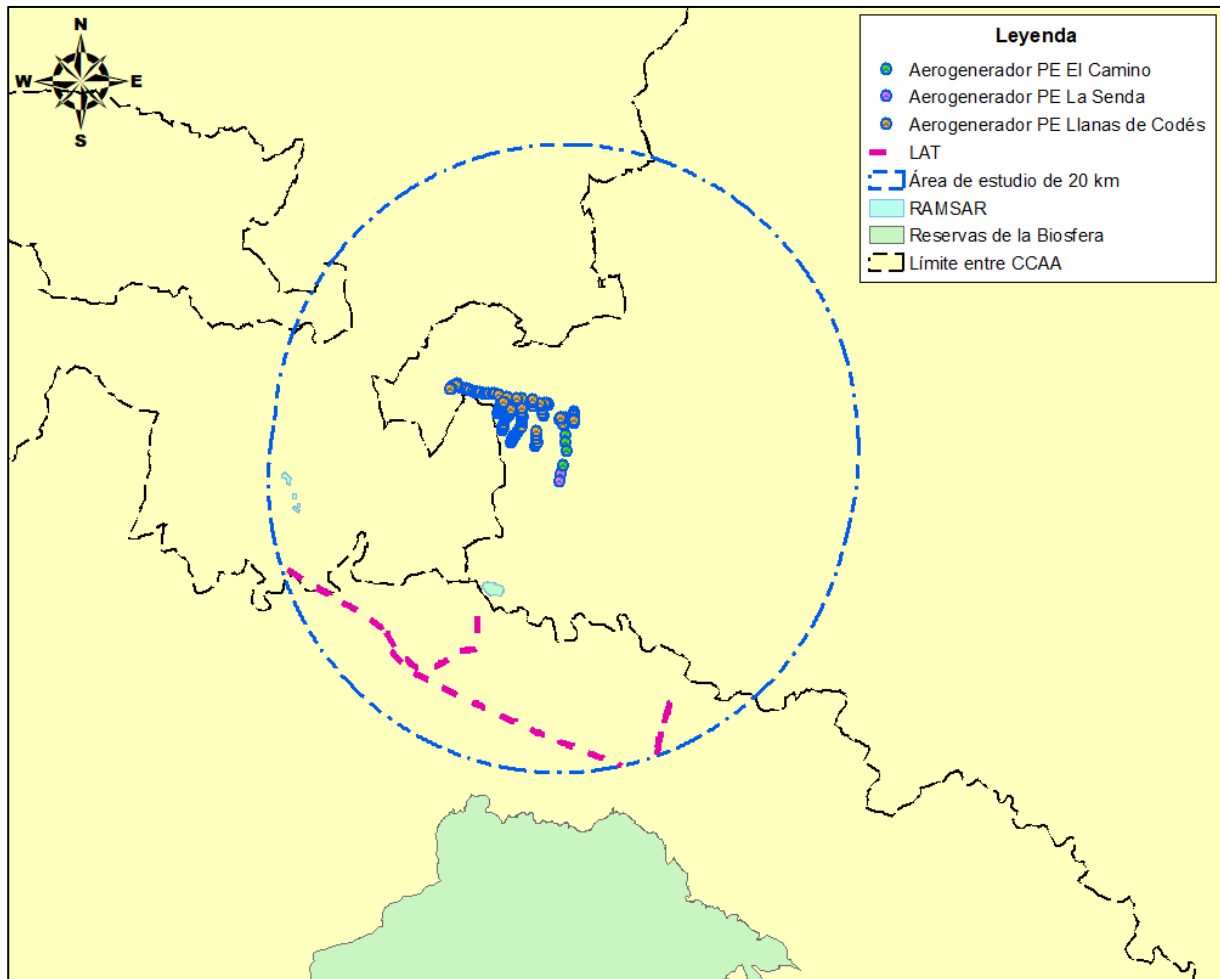 N
W E
S
Leyenda
Aerogenerador PE El Camino
Aerogenerador PE La Senda
Aerogenerador PE Llanas de Codés
LAT
Área de estudio de 20 km
RAMSAR
Reservas de la Biosfera
Límite entre CCAA